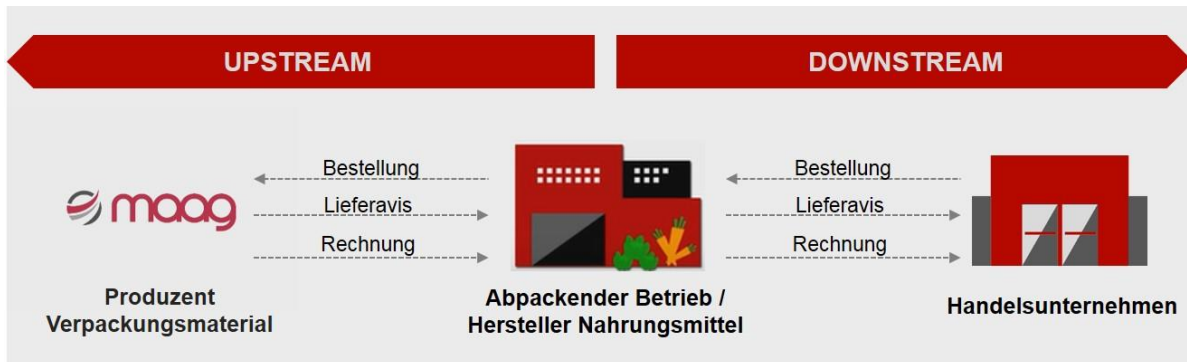 UPSTREAM
DOWNSTREAM
Bestellung
Lieferavis
Rechnung
Bestellung
Lieferavis
Rechnung
maag
Produzent
Verpackungsmaterial
Abpackender Betrieb /
Hersteller Nahrungsmittel
Handelsunternehmen